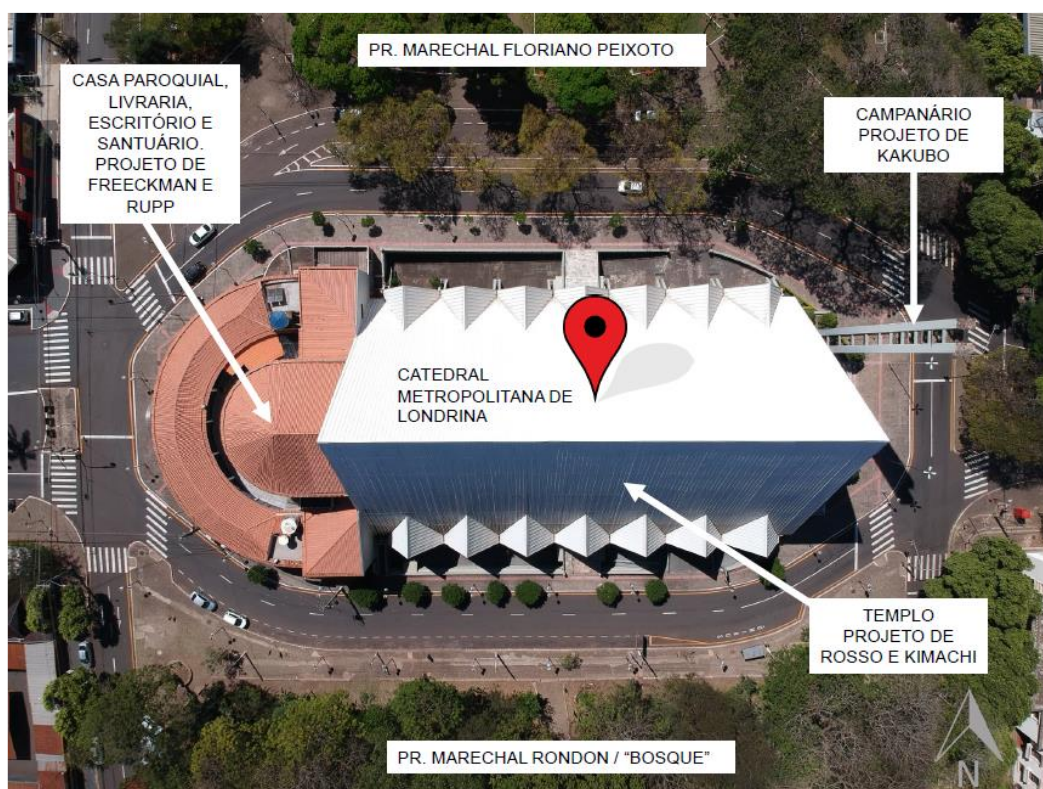 PR. MARECHAL FLORIANO PEIXOTO
CASA PAROQUIAL,
LIVRARIA,
ESCRITÓRIO E
SANTUÁRIO.
PROJETO DE
FREECKMAN E
RUPP
CAMPANÁRIO
PROJETO DE
KAKUBO
CATEDRAL
METROPOLITANA DE
LONDRINA
TEMPLO
PROJETO DE
ROSSO E KIMACHI
PR. MARECHAL RONDON / “BOSQUE”
N